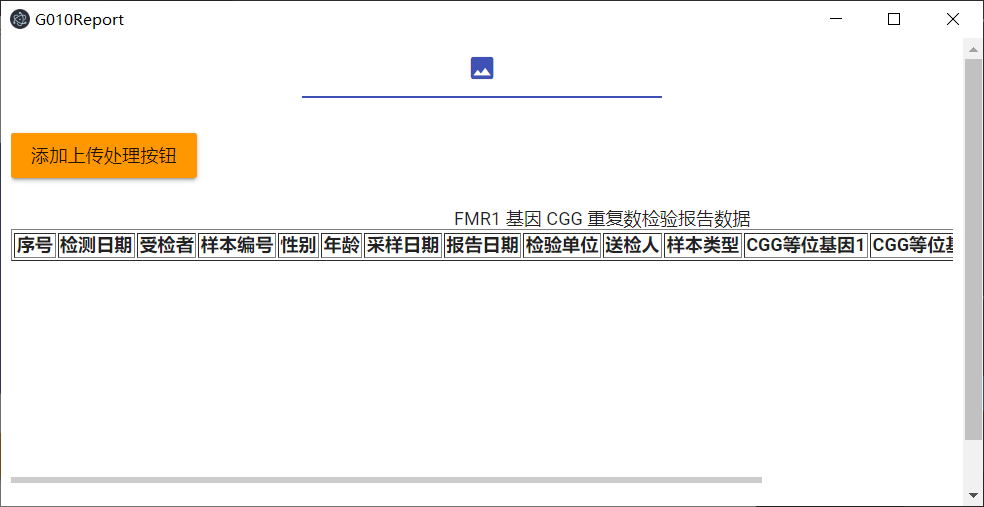 G010Report
添加上传处理按钮
FMR1 基因 CGG 重复数检验报告数据
序号 检测日期 受检者 样本编号 性别 年龄 采样日期 报告日期 检验单位 送检人 样本类型 CGG等位基因1 CGG等位